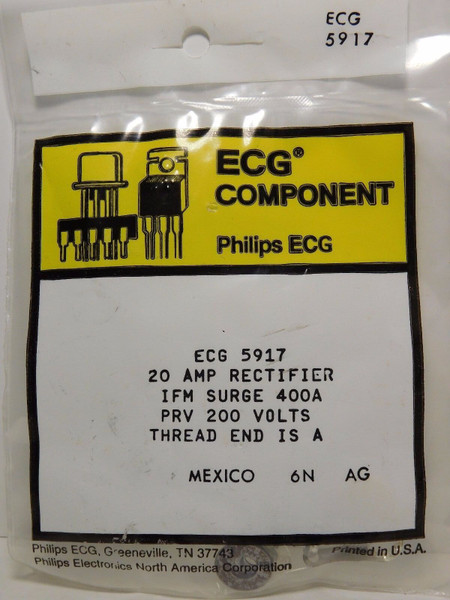 ECG
5917
ECG®
COMPONENT
Philips ECG
ECG 5917
20 AMP RECTIFIER
IFM SURGE 400A
PRV 200 VOLTS
THREAD END IS A
MEXICO 6N AG
Philips ECG, Greeneville, TN 37743
Printed in U.S.A.
Philips Electronics North America Corporation